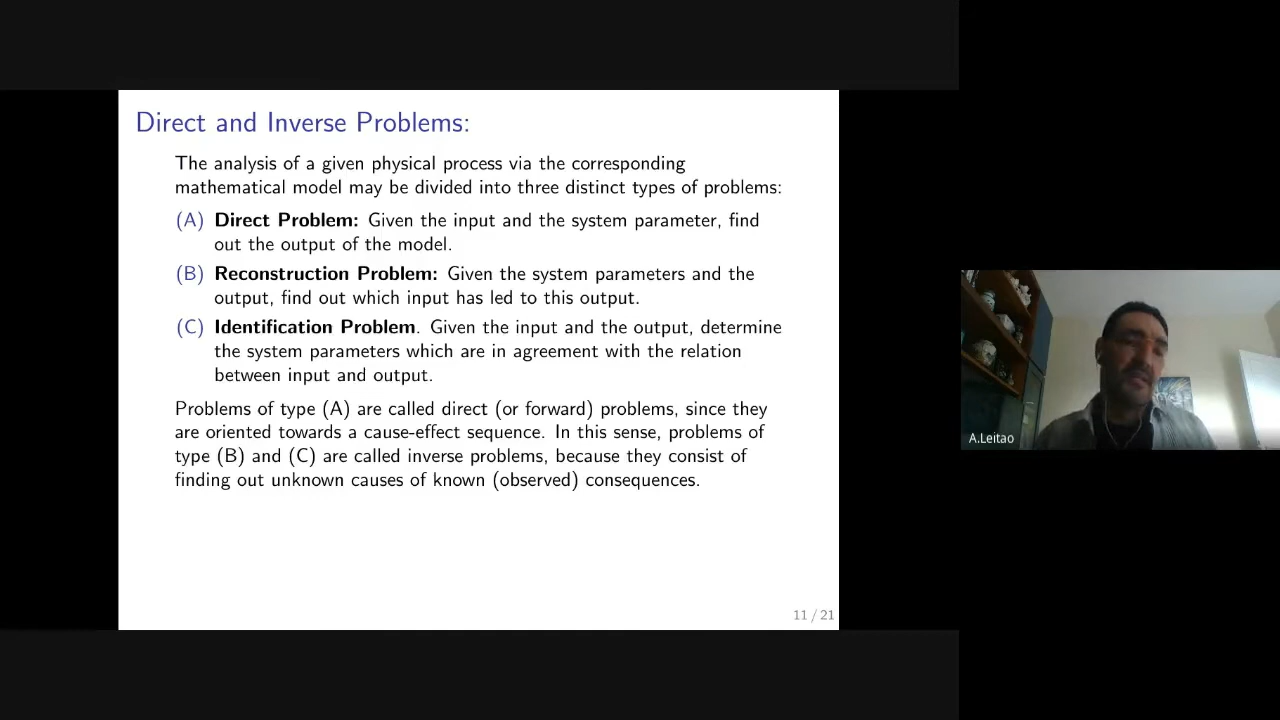 Direct and Inverse Problems:
The analysis of a given physical process via the corresponding
mathematical model may be divided into three distinct types of problems:
(A) Direct Problem: Given the input and the system parameter, find
out the output of the model.
(B) Reconstruction Problem: Given the system parameters and the
output, find out which input has led to this output.
(C) Identification Problem. Given the input and the output, determine
the system parameters which are in agreement with the relation
between input and output.
Problems of type (A) are called direct (or forward) problems, since they
are oriented towards a cause-effect sequence. In this sense, problems of
type (B) and (C) are called inverse problems, because they consist of
finding out unknown causes of known (observed) consequences.
11 / 21
A.Leitao